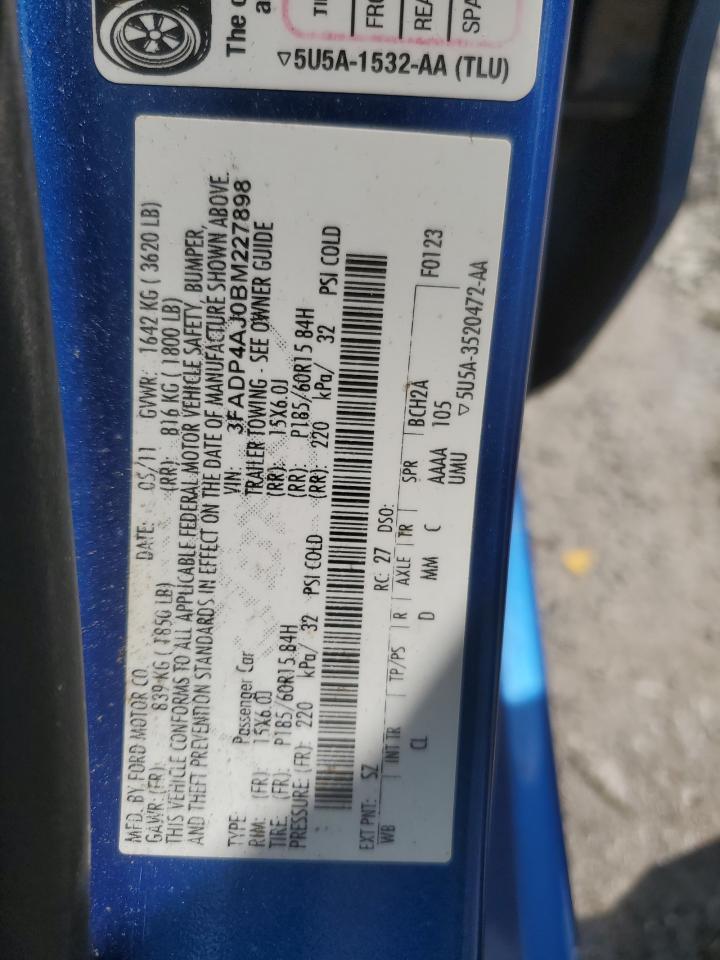 The
TI
FRO
REA
SPA
▽5U5A-1532-AA (TLU)
MFD. BY FORD MOTOR CO.
DATE: 05/11 GVWR: 1642 KG ( 3620 LB)
GAWR: (FR): 839 KG ( 1850 LB) (RR): 816 KG ( 1800 LB)
THIS VEHICLE CONFORMS TO ALL APPLICABLE FEDERAL MOTOR VEHICLE SAFETY, BUMPER,
AND THEFT PREVENTION STANDARDS IN EFFECT ON THE DATE OF MANUFACTURE SHOWN ABOVE.
VIN: 3FADP4AJ0BM227898
TYPE Passenger Car TRAILER TOWING - SEE OWNER GUIDE
RIM: (FR): 15X6.0J (RR): 15X6.0J
TIRE: (FR): P185/60R15 84H (RR): P185/60R15 84H
PRESSURE: (FR): 220 kPa/ 32 PSI COLD (RR): 220 kPa/ 32 PSI COLD
EXT PNT: SZ RC: 27 DSO: F0123
WB INT TR TP/PS R AXLE TR SPR BCH2A
CL D MM C AAAA 105
UMU
▽5U5A-3520472-AA